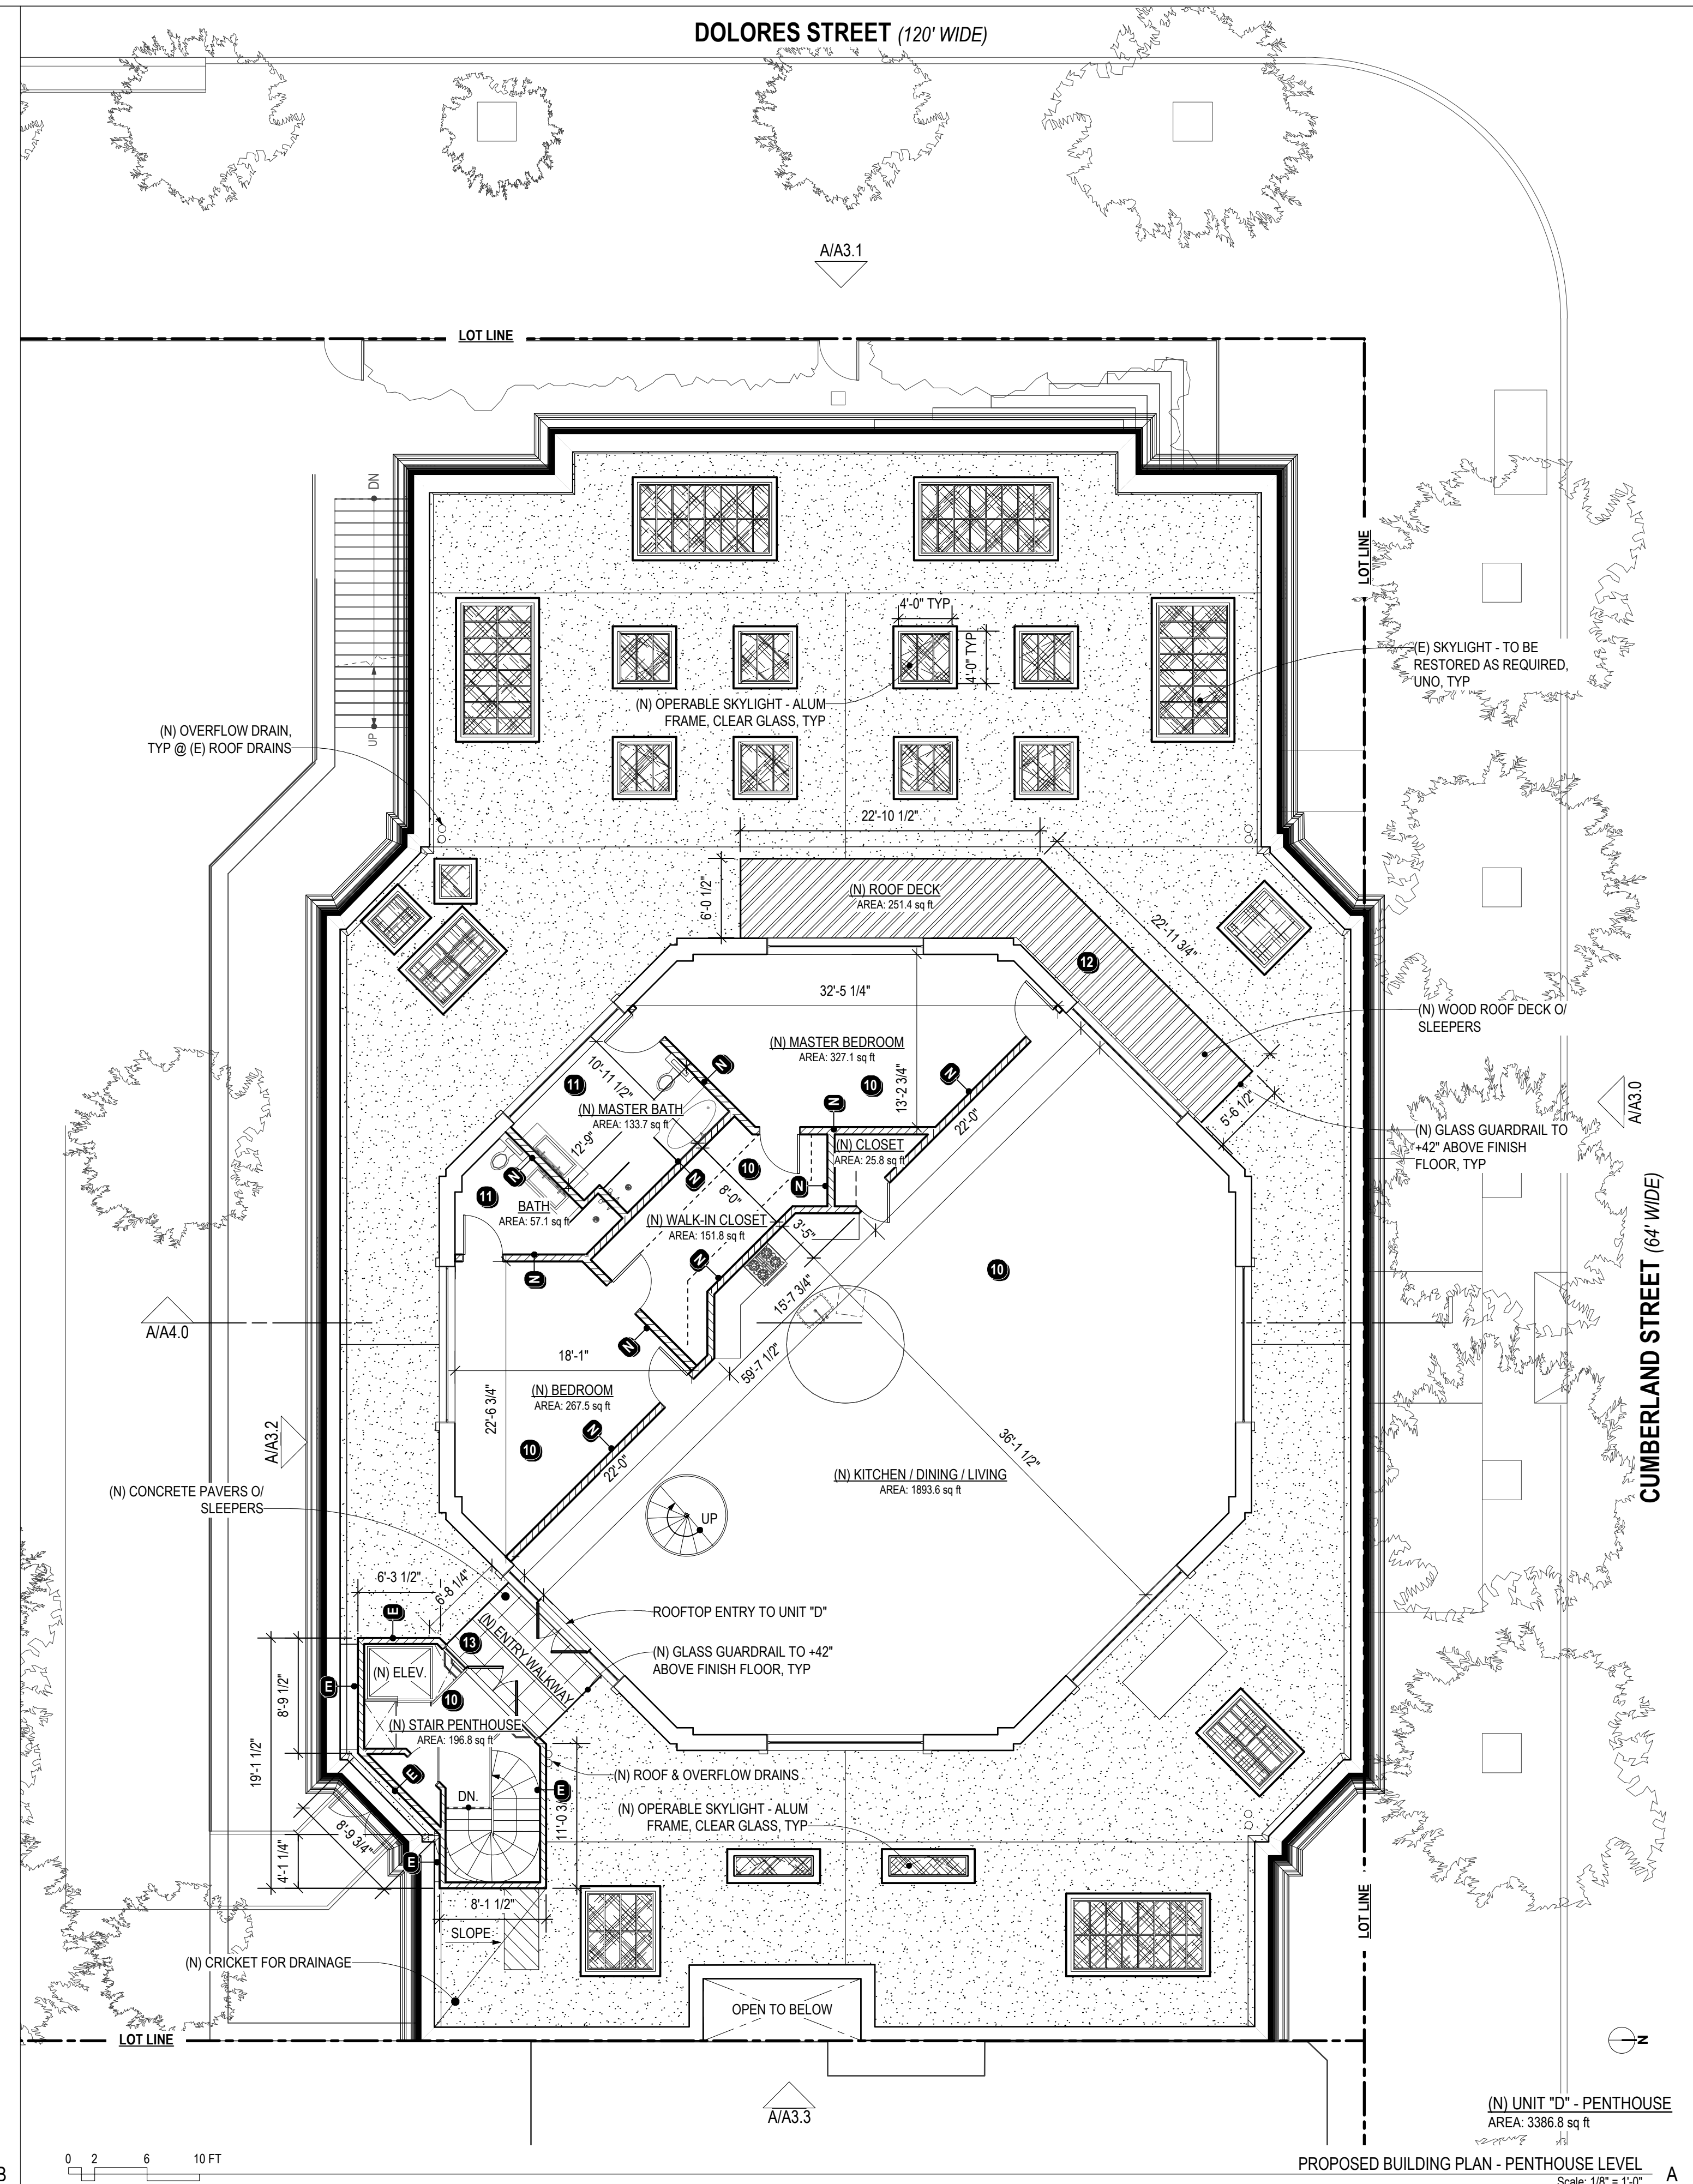 DOLORES STREET (120' WIDE)
A/A3.1
LOT LINE
DN
UP
LOT LINE
4'-0" TYP
4'-0" TYP
(E) SKYLIGHT - TO BE
RESTORED AS REQUIRED,
UNO, TYP
(N) OPERABLE SKYLIGHT - ALUM
FRAME, CLEAR GLASS, TYP
(N) OVERFLOW DRAIN,
TYP @ (E) ROOF DRAINS
22'-10 1/2"
6'-0 1/2"
(N) ROOF DECK
AREA: 251.4 sq ft
22'-11 3/4"
12
32'-5 1/4"
(N) WOOD ROOF DECK O/
SLEEPERS
(N) MASTER BEDROOM
AREA: 327.1 sq ft
10
N
N
N
13'-2 3/4"
10'-11 1/2"
11
(N) MASTER BATH
AREA: 133.7 sq ft
12'-9"
22'-0"
5'-6 1/2"
A/A3.0
(N) GLASS GUARDRAIL TO
+42" ABOVE FINISH
FLOOR, TYP
(N) CLOSET
AREA: 25.8 sq ft
N
N
N
10
8'-0"
11
BATH
AREA: 57.1 sq ft
(N) WALK-IN CLOSET
AREA: 151.8 sq ft
3'-5"
N
N
10
15'-7 3/4"
A/A4.0
CUMBERLAND STREET (64' WIDE)
N
18'-1"
59'-7 1/2"
(N) BEDROOM
AREA: 267.5 sq ft
22'-6 3/4"
N
10
22'-0"
A/A3.2
36'-1 1/2"
(N) KITCHEN / DINING / LIVING
AREA: 1893.6 sq ft
(N) CONCRETE PAVERS O/
SLEEPERS
UP
6'-3 1/2"
6'-8 1/4"
E
13
(N) ENTRY WALKWAY
ROOFTOP ENTRY TO UNIT "D"
(N) GLASS GUARDRAIL TO +42"
ABOVE FINISH FLOOR, TYP
(N) ELEV.
E
10
8'-9 1/2"
19'-1 1/2"
(N) STAIR PENTHOUSE
AREA: 196.8 sq ft
E
DN.
E
(N) ROOF & OVERFLOW DRAINS
(N) OPERABLE SKYLIGHT - ALUM
FRAME, CLEAR GLASS, TYP
8'-9 3/4"
4'-1 1/4"
E
8'-1 1/2"
SLOPE
LOT LINE
(N) CRICKET FOR DRAINAGE
OPEN TO BELOW
LOT LINE
N
A/A3.3
(N) UNIT "D" - PENTHOUSE
AREA: 3386.8 sq ft
0 2 6 10 FT
PROPOSED BUILDING PLAN - PENTHOUSE LEVEL
A
Scale: 1/8" = 1'-0"